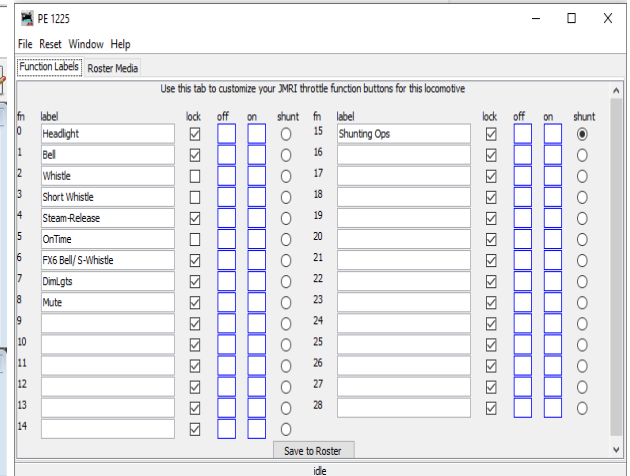 PE 1225
File Reset Window Help
Function Labels Roster Media
Use this tab to customize your JMRI throttle function buttons for this locomotive
fn label lock off on shunt fn label lock off on shunt
0 Headlight 15 Shunting Ops
1 Bell 16
2 Whistle 17
3 Short Whistle 18
4 Steam-Release 19
5 OnTime 20
6 FX6 Bell/ S-Whistle 21
7 DimLgts 22
8 Mute 23
9 24
10 25
11 26
12 27
13 28
14
Save to Roster
idle